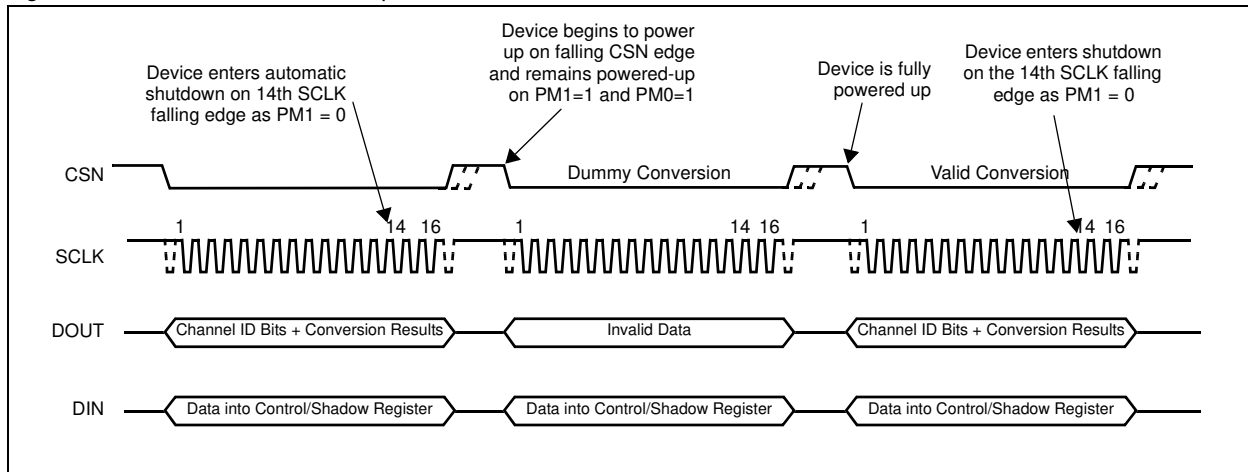 Device begins to power
up on falling CSN edge
and remains powered-up
on PM1=1 and PM0=1
Device enters automatic
shutdown on 14th SCLK
falling edge as PM1 = 0
Device is fully
powered up
Device enters shutdown
on the 14th SCLK falling
edge as PM1 = 0
CSN
Dummy Conversion
Valid Conversion
1 14 16 1 14 16 1 14 16
SCLK
DOUT
Channel ID Bits + Conversion Results
Invalid Data
Channel ID Bits + Conversion Results
DIN
Data into Control/Shadow Register
Data into Control/Shadow Register
Data into Control/Shadow Register